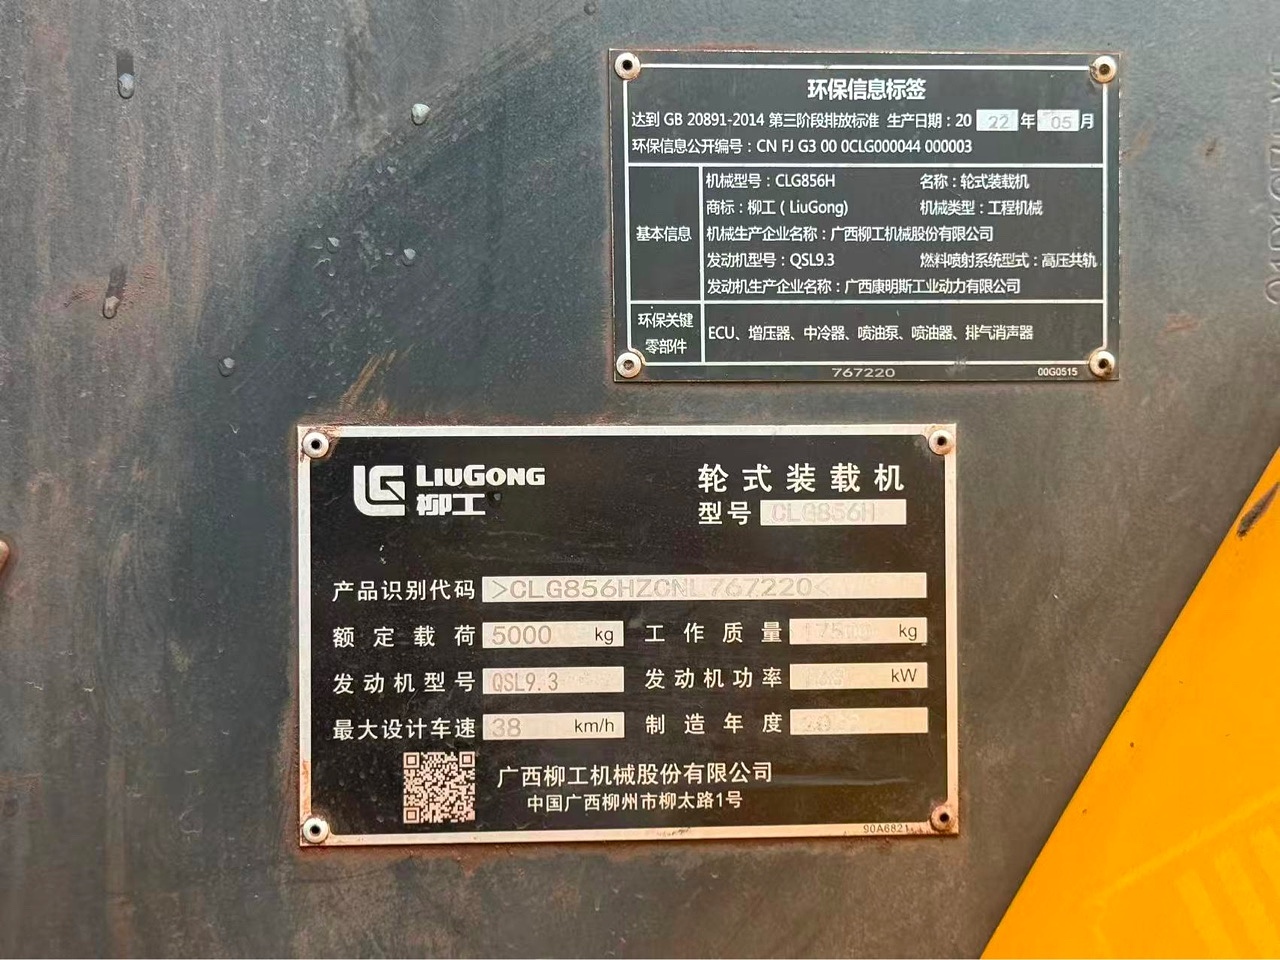 环保信息标签
达到 GB 20891-2014 第三阶段排放标准 生产日期：20 22 年 05 月
环保信息公开编号：CN FJ G3 00 0CLG000044 000003
基本信息
机械型号：CLG856H 名称：轮式装载机
商标：柳工（LiuGong) 机械类型：工程机械
机械生产企业名称：广西柳工机械股份有限公司
发动机型号：QSL9.3 燃料喷射系统型式：高压共轨
发动机生产企业名称：广西康明斯工业动力有限公司
环保关键
零部件
ECU、增压器、中冷器、喷油泵、喷油器、排气消声器
767220 00G0515
LIUGONG
柳工
轮式装载机
型号 CLG856H
产品识别代码 >CLG856HZCNL767220<
额定载荷 5000 kg 工作质量 kg
发动机型号 QSL9.3 发动机功率 kW
最大设计车速 38 km/h 制造年度
广西柳工机械股份有限公司
中国广西柳州市柳太路1号